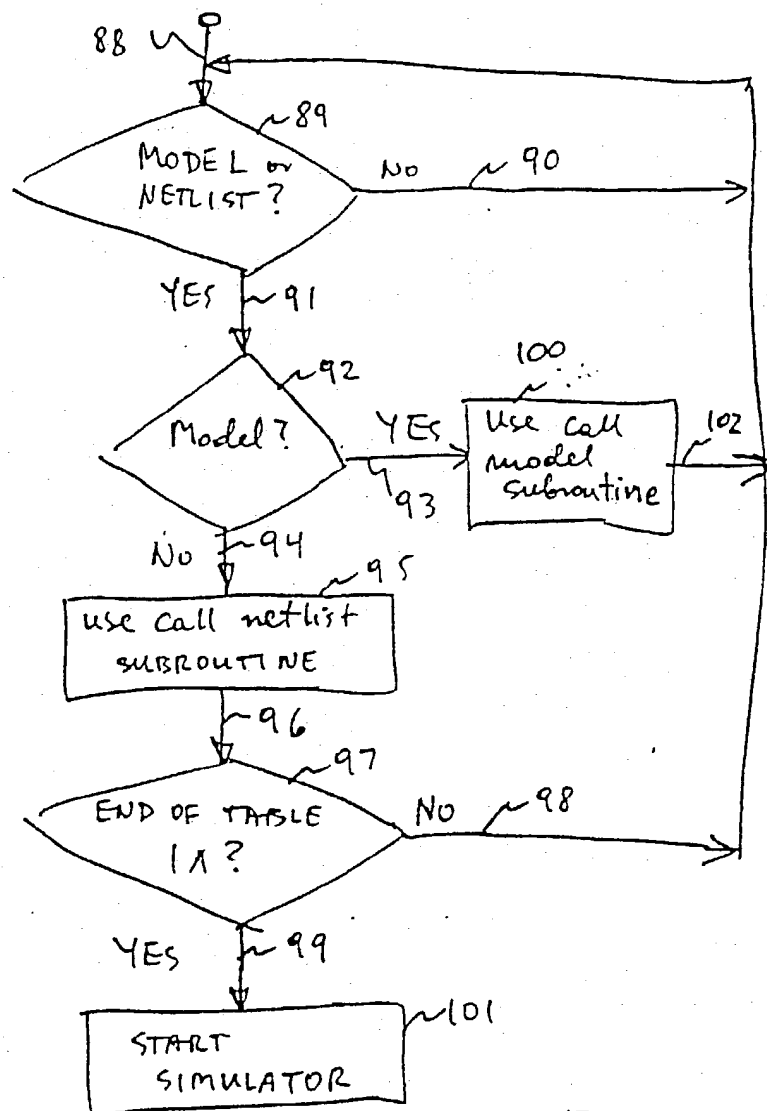 88
89
MODEL or
NETLIST?
NO
90
YES
91
92
100
Model?
YES
93
Use call
model
subroutine
102
No
94
95
use call netlist
SUBROUTINE
96
97
END OF TABLE
NO
98
YES
99
101
START
SIMULATOR